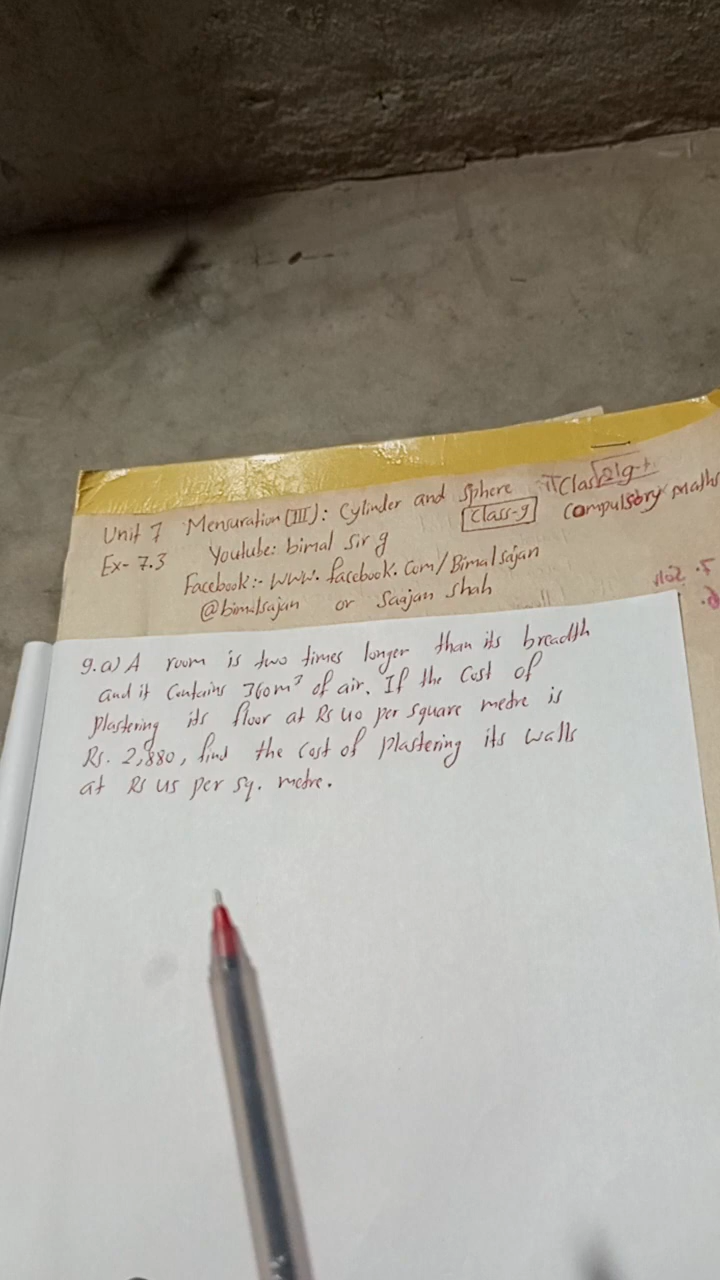 Unit 7 Mensuration (III): Cylinder and Sphere
Ex- 7.3 Youtube: bimal sir g Class-9 Compulsory maths
Facebook:- www.facebook.com/Bimalsajan
@bimalsajan or Saajan Shah
9.a) A room is two times longer than its breadth
and it contains 360m³ of air. If the cost of
plastering its floor at Rs 40 per square metre is
Rs. 2,880, find the cost of plastering its walls
at Rs 45 per sq. metre.